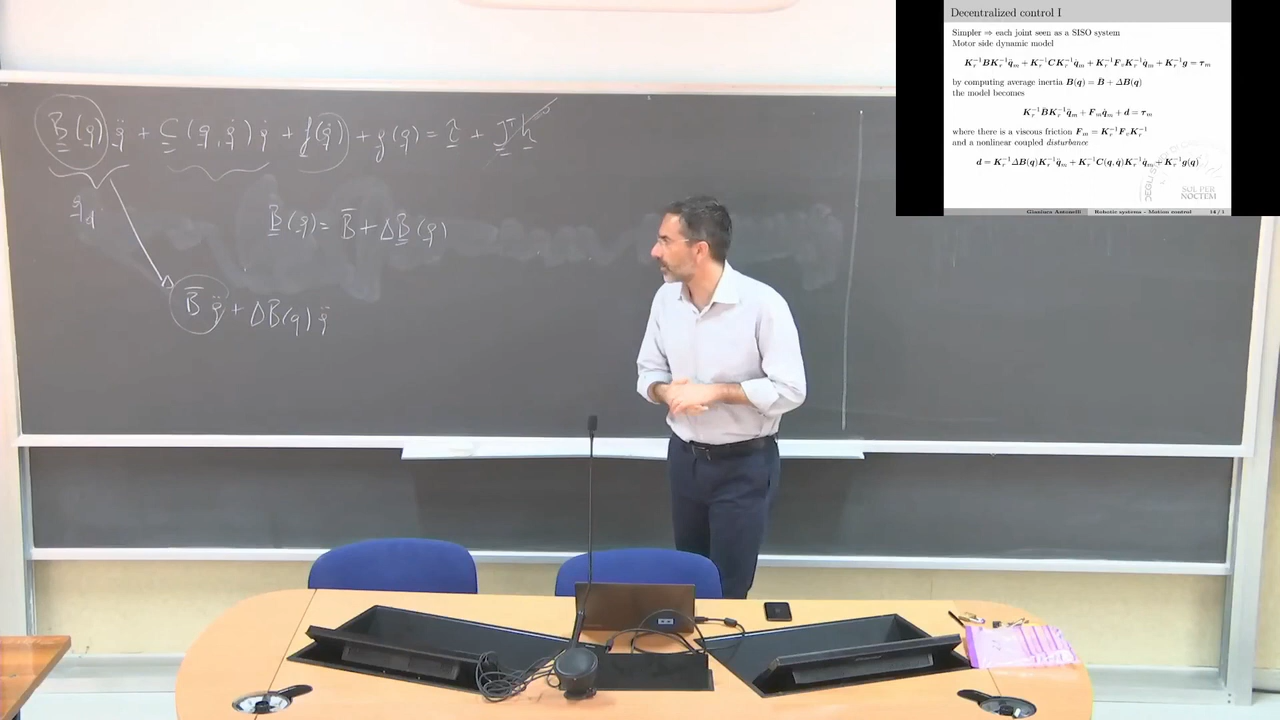 B(q) q̈ + C(q, q̇) q̇ + f(q̇) + g(q) = τ + Jᵀh
q_d
B(q) = B̄ + ΔB(q)
B̄ q̈ + ΔB(q) q̈
Decentralized control I
Simpler ⇒ each joint seen as a SISO system
Motor side dynamic model
K_r⁻¹BK_r⁻¹q̈_m + K_r⁻¹CK_r⁻¹q̇_m + K_r⁻¹F_vK_r⁻¹q̇_m + K_r⁻¹g = τ_m
by computing average inertia B(q) = B̄ + ΔB(q)
the model becomes
K_r⁻¹B̄K_r⁻¹q̈_m + F_mq̇_m + d = τ_m
where there is a viscous friction F_m = K_r⁻¹F_vK_r⁻¹
and a nonlinear coupled disturbance
d = K_r⁻¹ΔB(q)K_r⁻¹q̈_m + K_r⁻¹C(q, q̇)K_r⁻¹q̇_m + K_r⁻¹g(q)
DEGLI S
SOL PER
NOCTEM
Gianluca Antonelli Robotic systems - Motion control 14 / 1